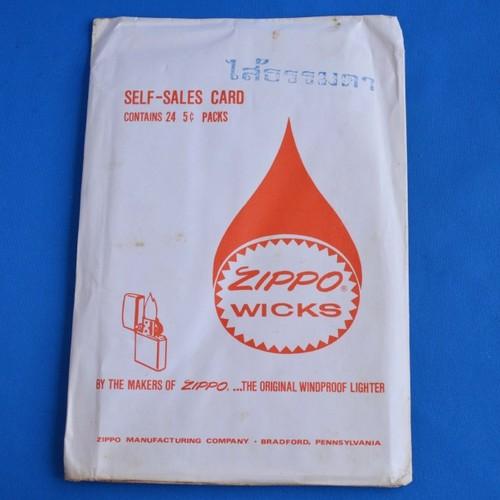 ไส้ธรรมดา
SELF-SALES CARD
CONTAINS 24 5¢ PACKS
ZIPPO®
WICKS
BY THE MAKERS OF ZIPPO. ...THE ORIGINAL WINDPROOF LIGHTER
ZIPPO MANUFACTURING COMPANY • BRADFORD, PENNSYLVANIA